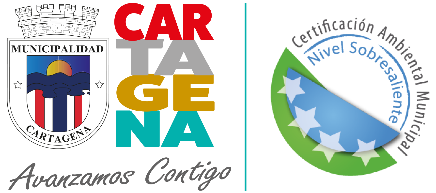 MUNICIPALIDAD
CARTAGENA
CAR
TA
GE
NA
Avanzamos Contigo
Certificación Ambiental Municipal
Nivel Sobresaliente